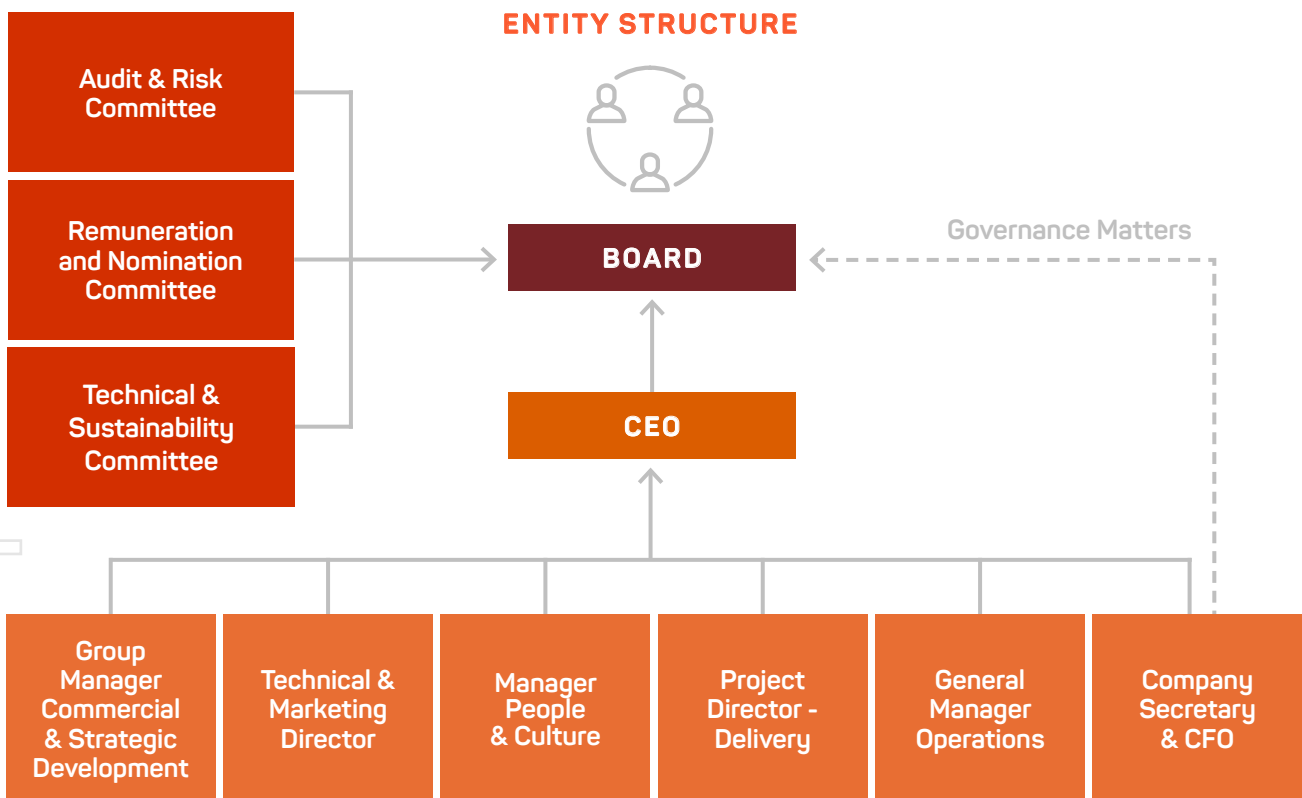 ENTITY STRUCTURE
Audit & Risk
Committee
Remuneration
and Nomination
Committee
Technical &
Sustainability
Committee
BOARD
Governance Matters
CEO
Group
Manager
Commercial
& Strategic
Development
Technical &
Marketing
Director
Manager
People
& Culture
Project
Director -
Delivery
General
Manager
Operations
Company
Secretary
& CFO